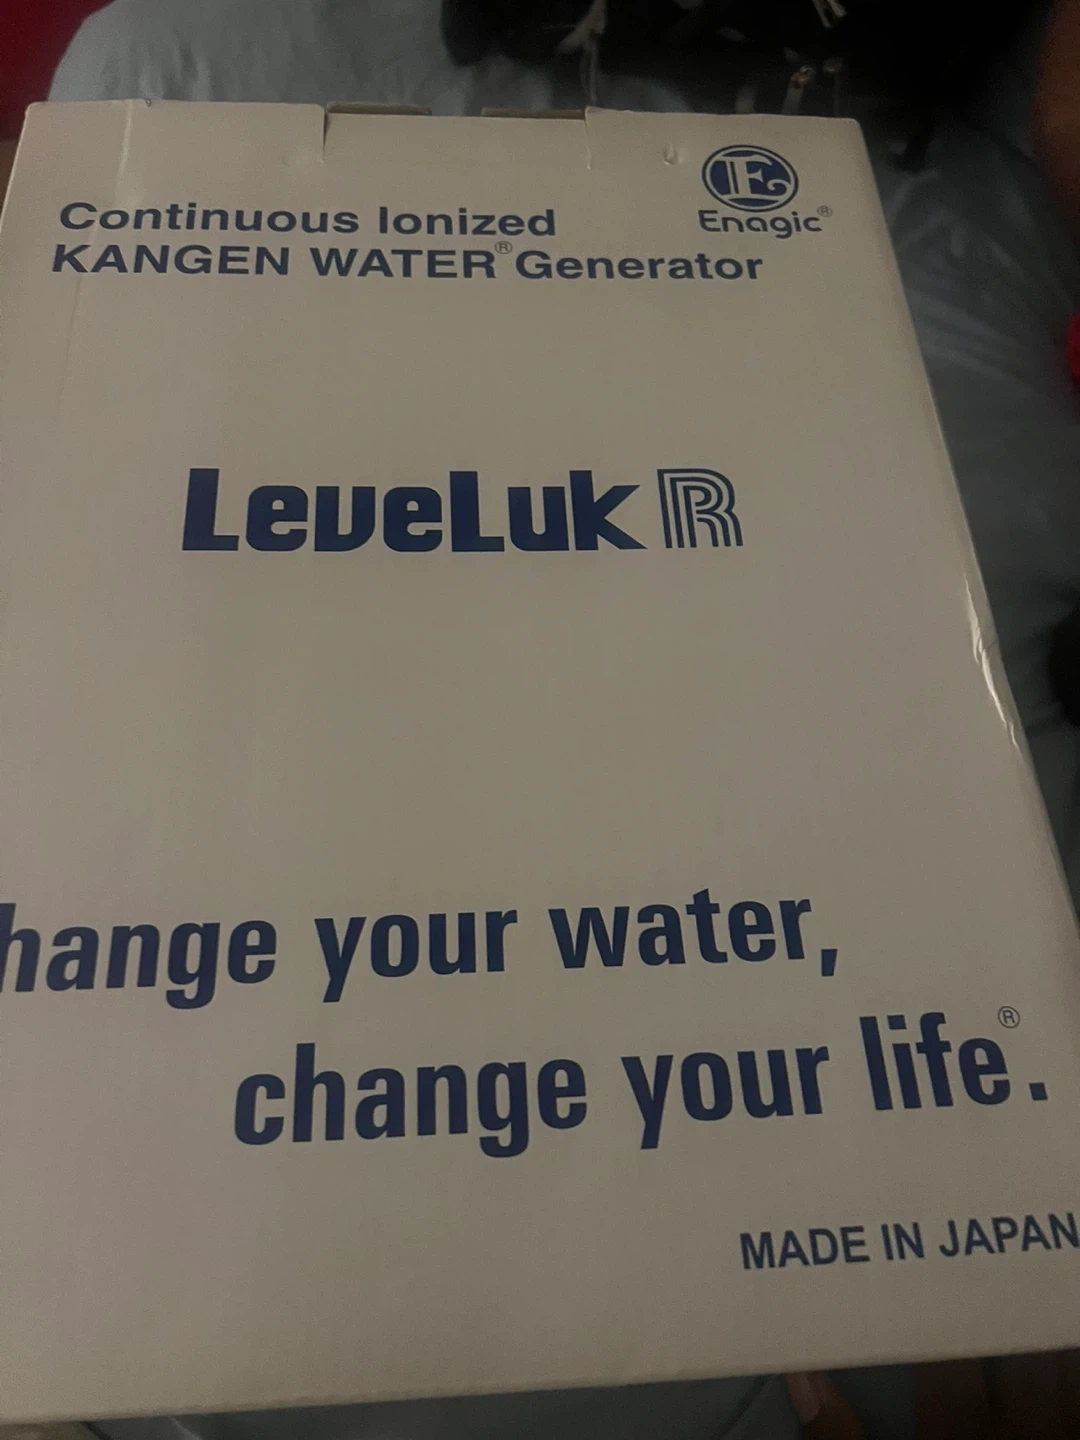 Continuous Ionized
KANGEN WATER® Generator
E
Enagic®
LeveLuk R
hange your water,
change your life.®
MADE IN JAPAN